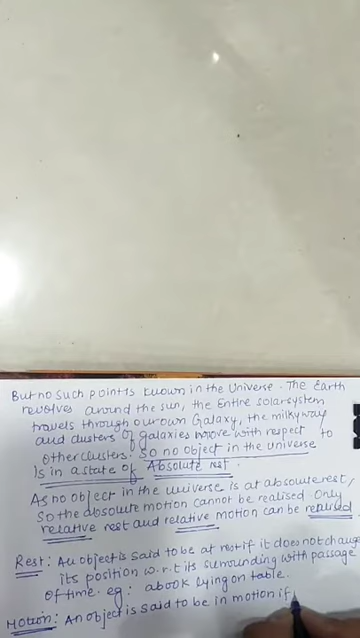 But no such point is known in the Universe. The Earth
revolves around the sun, the Entire solarsystem
travels through our own Galaxy, the milkyway
and clusters of galaxies move with respect to
other clusters. So no object in the universe
Is in a state of Absolute rest.
As no object in the universe is at absolute rest,
so the absolute motion cannot be realised. Only
relative rest and relative motion can be realised.
Rest: An object is said to be at rest if it does not change
its position w.r.t its surrounding with passage
of time. eg: a book lying on table.
Motion: An object is said to be in motion if